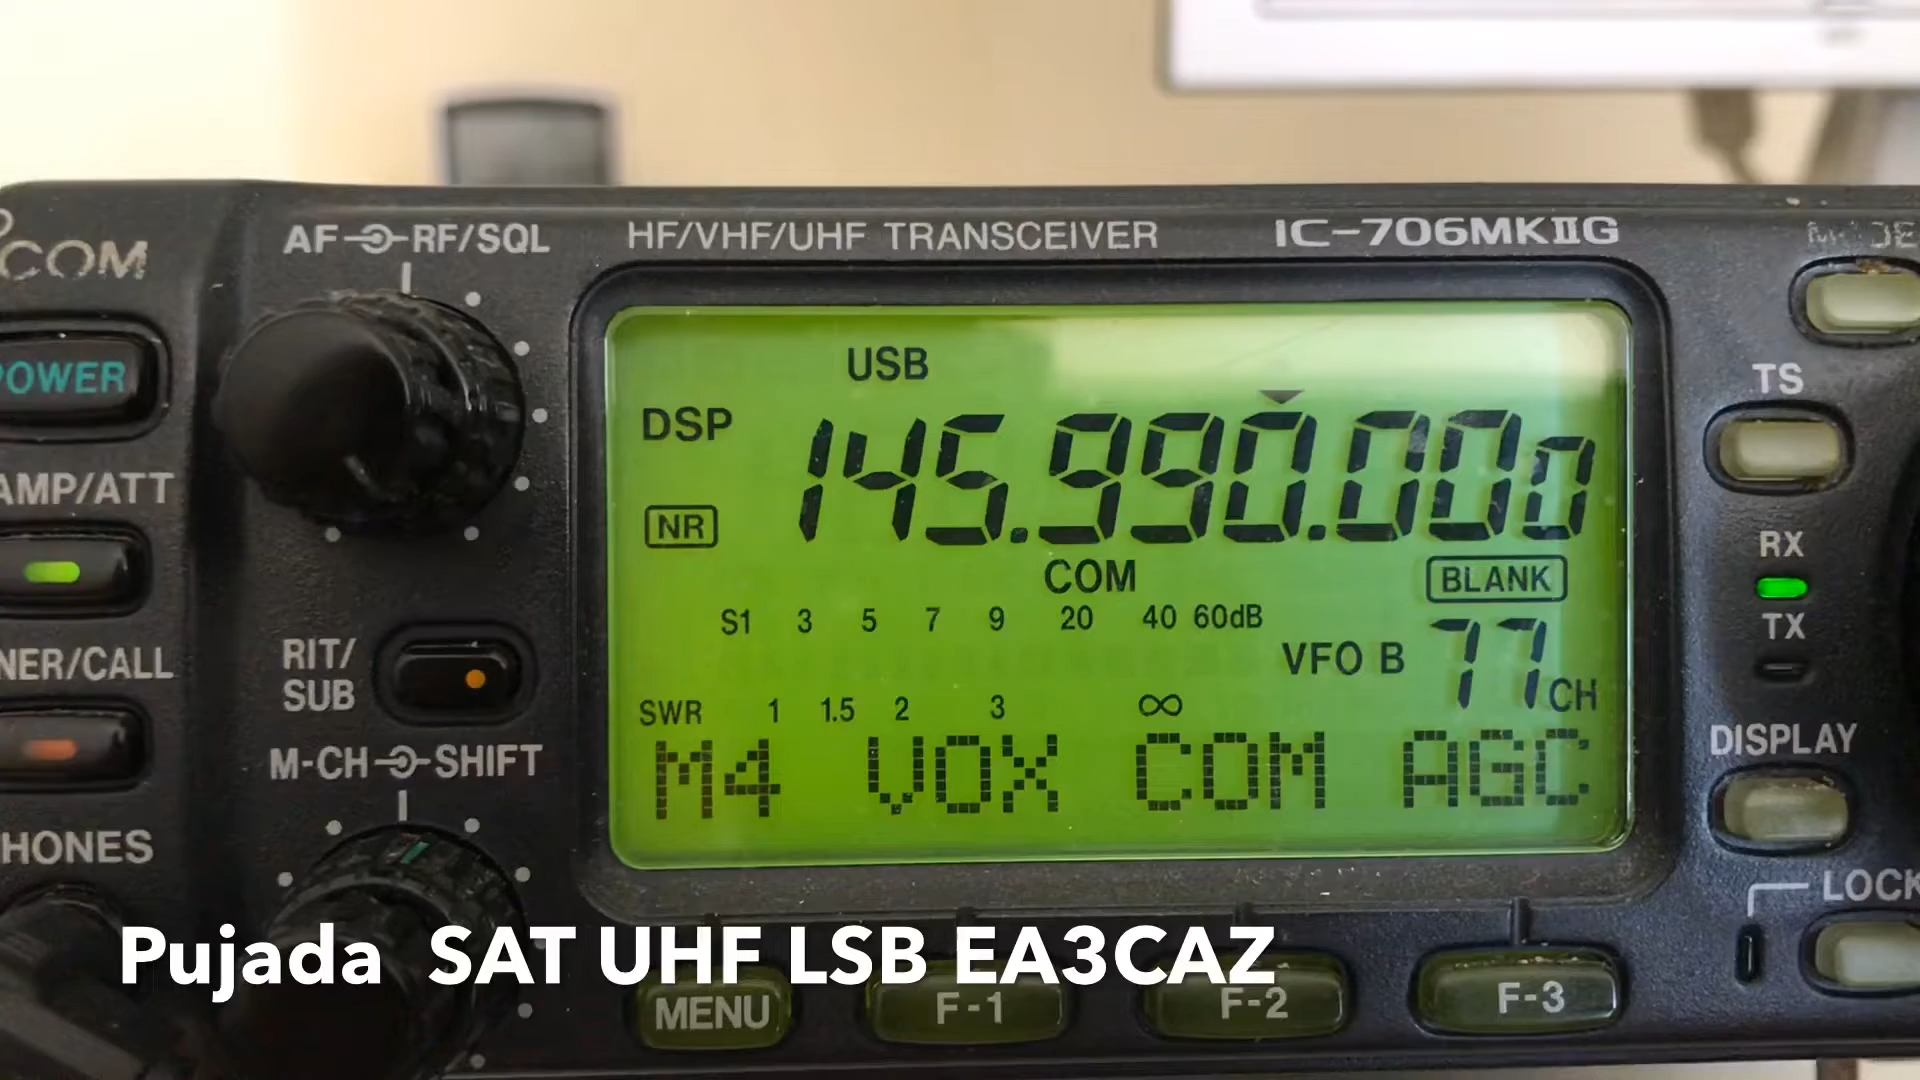 AF RF/SQL
HF/VHF/UHF TRANSCEIVER
IC-706MKIIG
COM
USB
POWER
TS
DSP
145.990.000
AMP/ATT
NR
RX
COM
BLANK
S1 3 5 7 9 20 40 60dB
TX
RIT/
SUB
VFO B
77 CH
NER/CALL
SWR 1 1.5 2 3 ∞
DISPLAY
M-CH SHIFT
M4 VOX COM AGC
HONES
LOCK
Pujada SAT UHF LSB EA3CAZ
MENU F-1 F-2 F-3